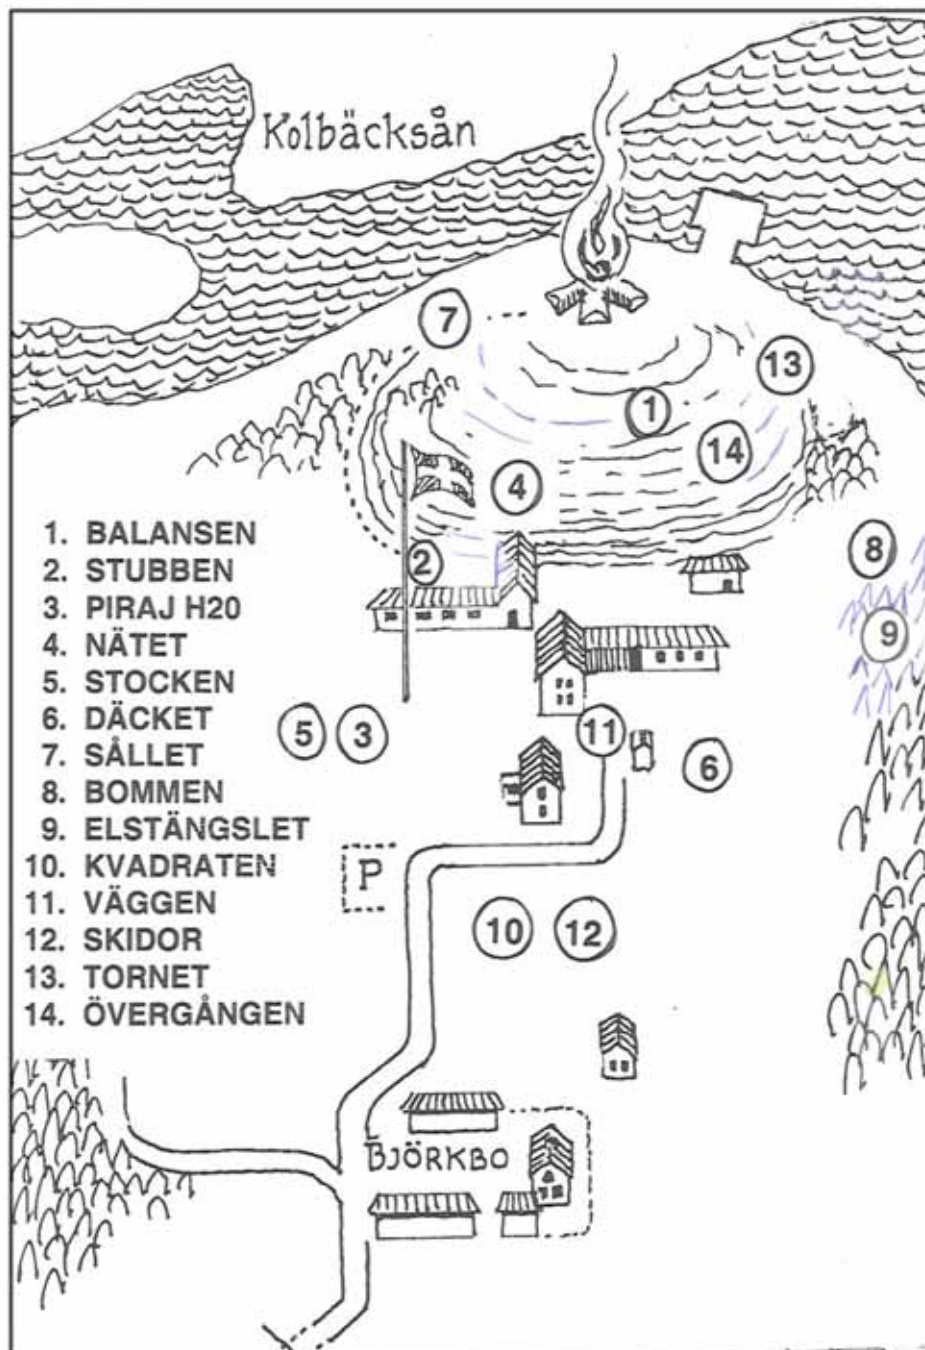 Kolbäcksån
7
13
1
14
4
2
8
9
1. BALANSEN
2. STUBBEN
3. PIRAJ H20
4. NÄTET
5. STOCKEN
6. DÄCKET
7. SÅLLET
8. BOMMEN
9. ELSTÄNGSLET
10. KVADRATEN
11. VÄGGEN
12. SKIDOR
13. TORNET
14. ÖVERGÅNGEN
5
3
11
6
P
10
12
BJÖRKBO